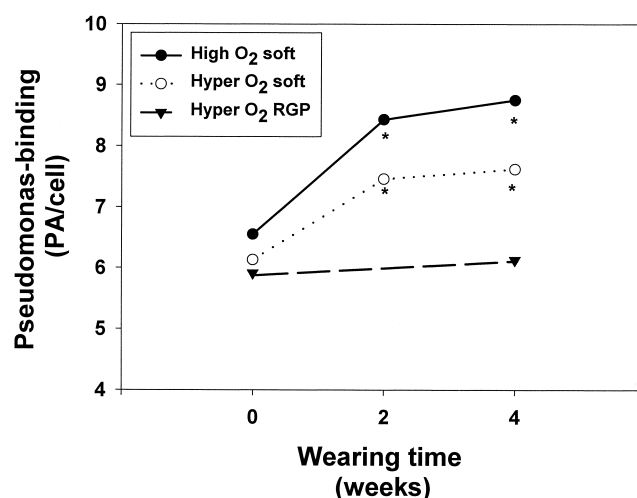 10
9
8
7
6
5
4
Pseudomonas-binding
(PA/cell)
High O2 soft
Hyper O2 soft
Hyper O2 RGP
*
*
*
*
0 2 4
Wearing time
(weeks)